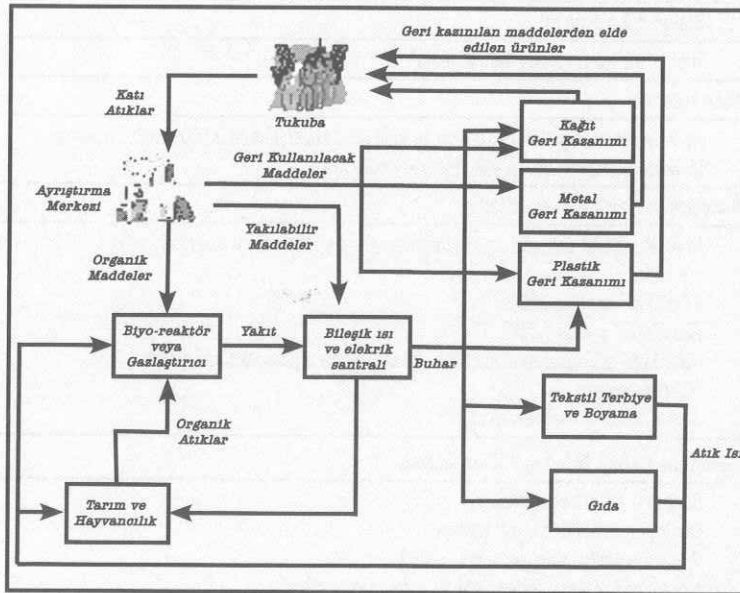 Geri kazınılan maddelerden elde
edilen ürünler
Katı
Atıklar
Tukuba
Kağıt
Geri Kazanımı
Geri Kullanılacak
Maddeler
Ayrıştırma
Merkezi
Metal
Geri Kazanımı
Yakılabilir
Maddeler
Organik
Maddeler
Plastik
Geri Kazanımı
Biyo-reaktör
veya
Gazlaştırıcı
Yakıt
Bileşik ısı
ve elekrik
santrali
Buhar
Tekstil Terbiye
ve Boyama
Organik
Atıklar
Atık Isı
Tarım ve
Hayvancılık
Gıda